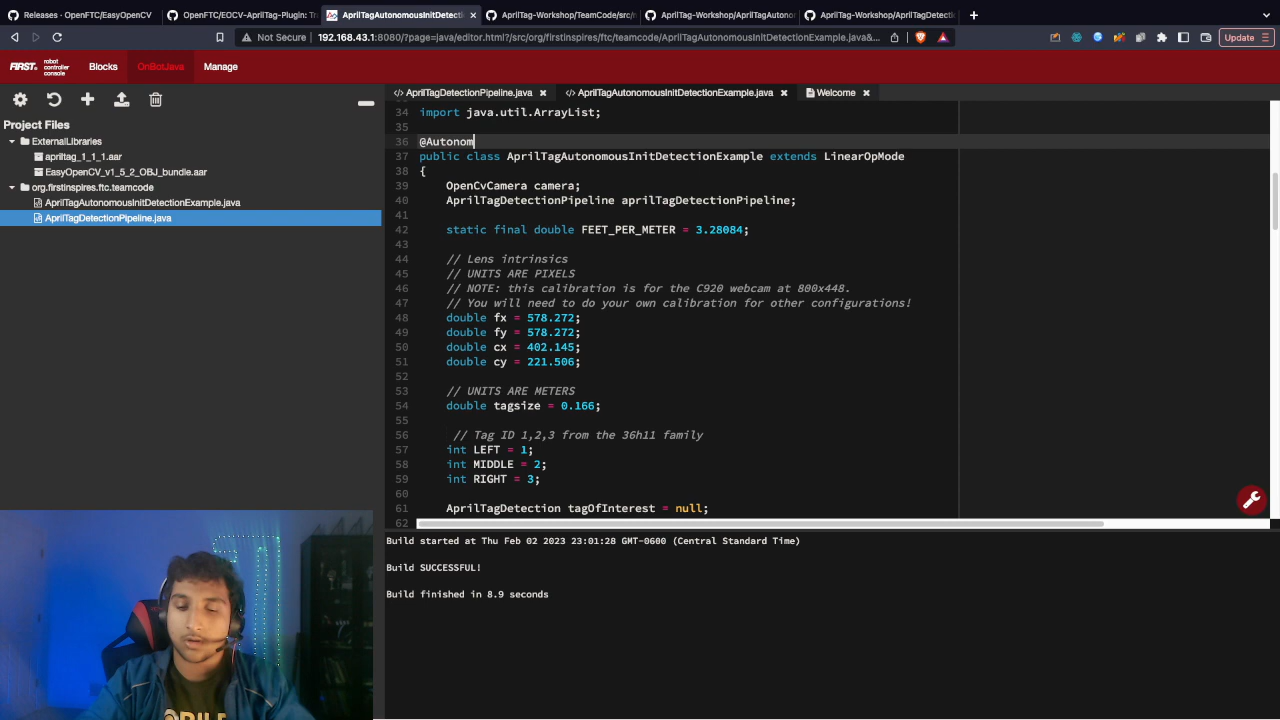 Releases · OpenFTC/EasyOpenCV
OpenFTC/EOCV-AprilTag-Plugin: Tr
AprilTagAutonomousInitDetecti
AprilTag-Workshop/TeamCode/src/m
AprilTag-Workshop/AprilTagAutonom
AprilTag-Workshop/AprilTagDetecti
Not Secure
192.168.43.1:8080/?page=java/editor.html?/src/org/firstinspires/ftc/teamcode/AprilTagAutonomousInitDetectionExample.java&...
Update
FIRST
robot controller console
Blocks
OnBotJava
Manage
Project Files
ExternalLibraries
apriltag_1_1_1.aar
EasyOpenCV_v1_5_2_OBJ_bundle.aar
org.firstinspires.ftc.teamcode
AprilTagAutonomousInitDetectionExample.java
AprilTagDetectionPipeline.java
AprilTagDetectionPipeline.java
AprilTagAutonomousInitDetectionExample.java
Welcome
34 import java.util.ArrayList;
35
36 @Autonom
37 public class AprilTagAutonomousInitDetectionExample extends LinearOpMode
38 {
39 OpenCvCamera camera;
40 AprilTagDetectionPipeline aprilTagDetectionPipeline;
41
42 static final double FEET_PER_METER = 3.28084;
43
44 // Lens intrinsics
45 // UNITS ARE PIXELS
46 // NOTE: this calibration is for the C920 webcam at 800x448.
47 // You will need to do your own calibration for other configurations!
48 double fx = 578.272;
49 double fy = 578.272;
50 double cx = 402.145;
51 double cy = 221.506;
52
53 // UNITS ARE METERS
54 double tagsize = 0.166;
55
56 // Tag ID 1,2,3 from the 36h11 family
57 int LEFT = 1;
58 int MIDDLE = 2;
59 int RIGHT = 3;
60
61 AprilTagDetection tagOfInterest = null;
62
Build started at Thu Feb 02 2023 23:01:28 GMT-0600 (Central Standard Time)
Build SUCCESSFUL!
Build finished in 8.9 seconds